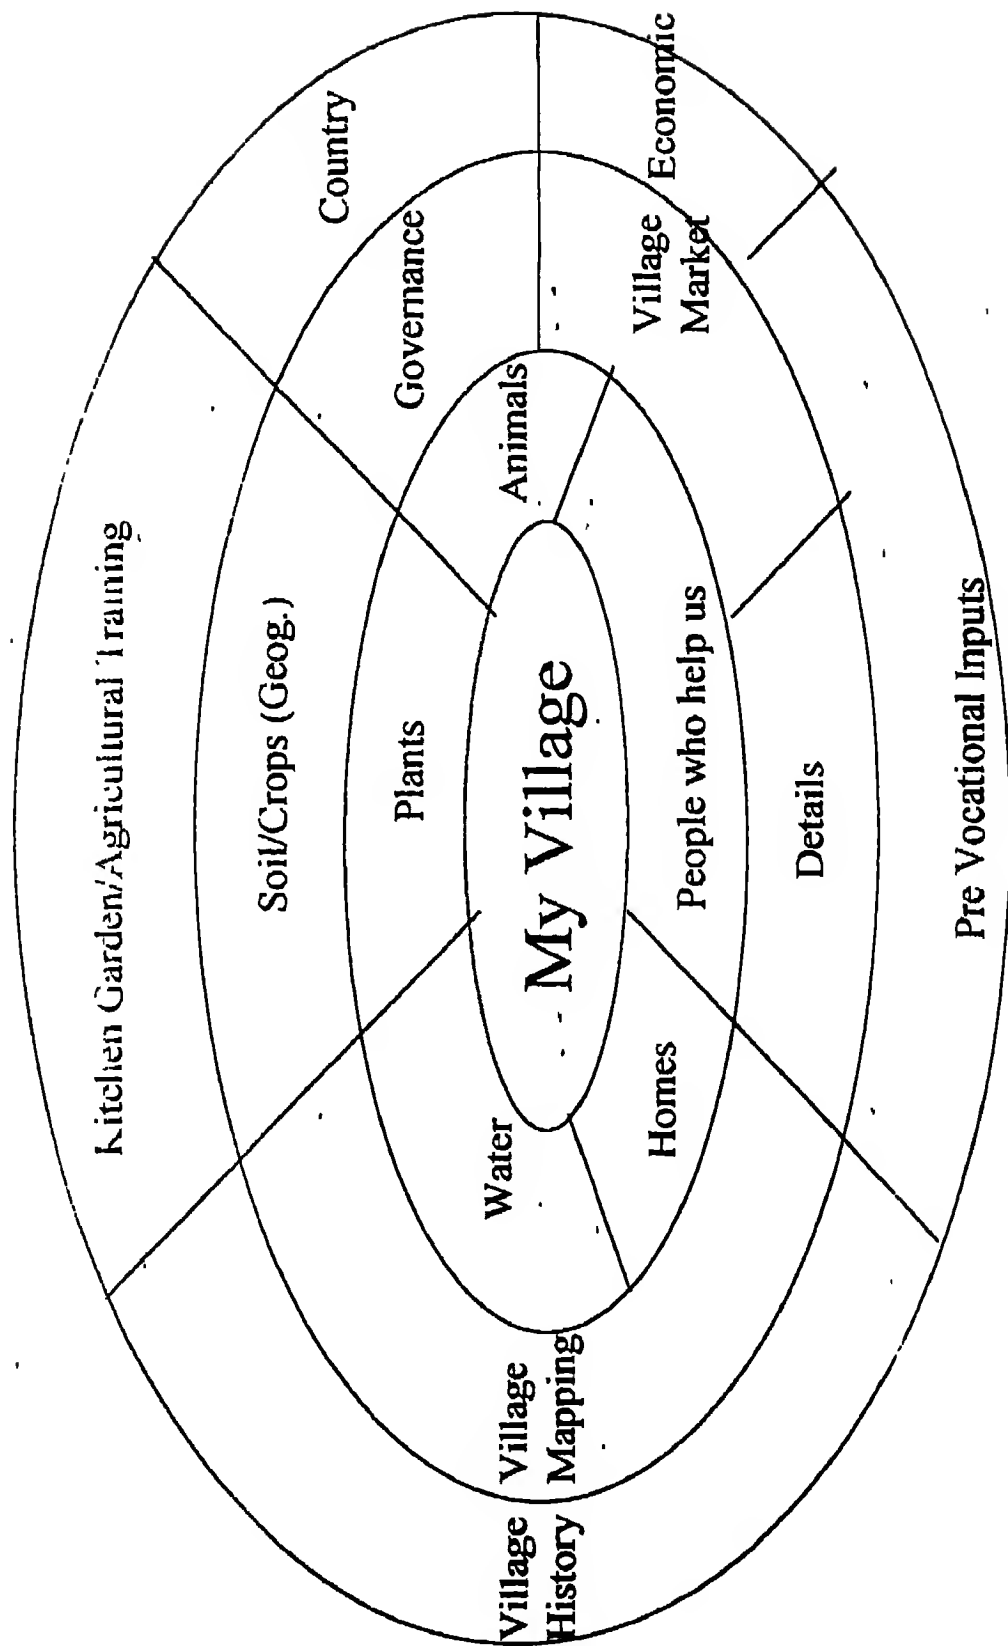 Kitchen Garden/Agricultural Training
Soil/Crops (Geog.)
Plants
Country
Governance
Animals
Village
History
Village
Mapping
Water
My Village
Homes
People who help us
Village
Market
Economic
Details
Pre Vocational Inputs